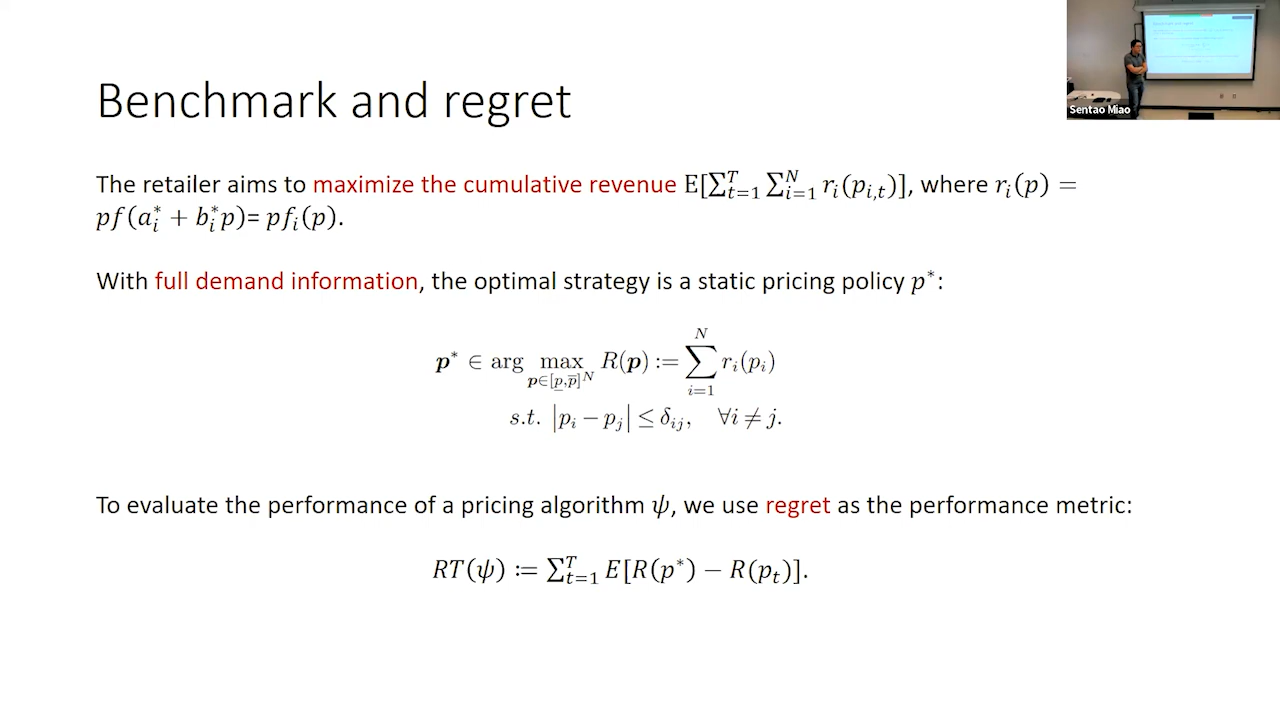 Benchmark and regret
Sentao Miao
The retailer aims to maximize the cumulative revenue E[∑_{t=1}^{T} ∑_{i=1}^{N} r_i(p_{i,t})], where r_i(p) =
pf(a_i^* + b_i^* p)= pf_i(p).
With full demand information, the optimal strategy is a static pricing policy p^*:
p^* ∈ arg max_{p∈[p̲,p̄]^N} R(p) := ∑_{i=1}^{N} r_i(p_i)
s.t. |p_i − p_j| ≤ δ_{ij}, ∀i ≠ j.
To evaluate the performance of a pricing algorithm ψ, we use regret as the performance metric:
RT(ψ) ≔ ∑_{t=1}^{T} E[R(p^*) − R(p_t)].